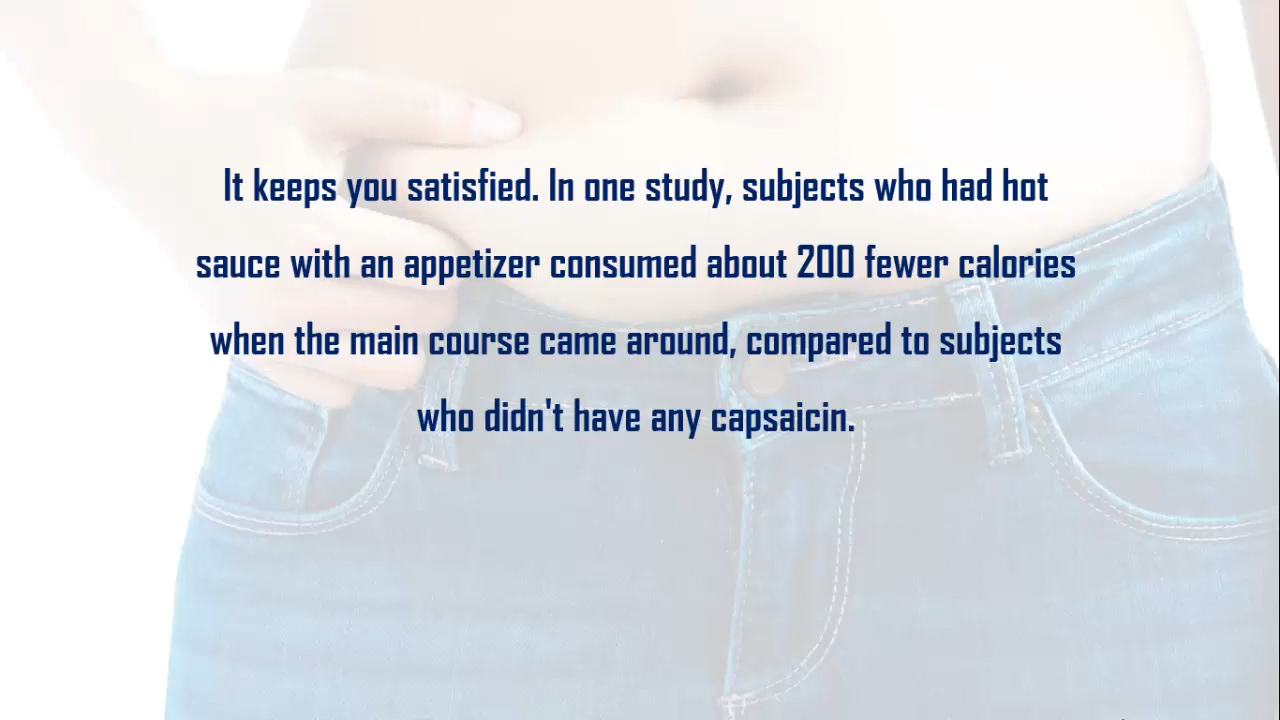 It keeps you satisfied. In one study, subjects who had hot
sauce with an appetizer consumed about 200 fewer calories
when the main course came around, compared to subjects
who didn't have any capsaicin.